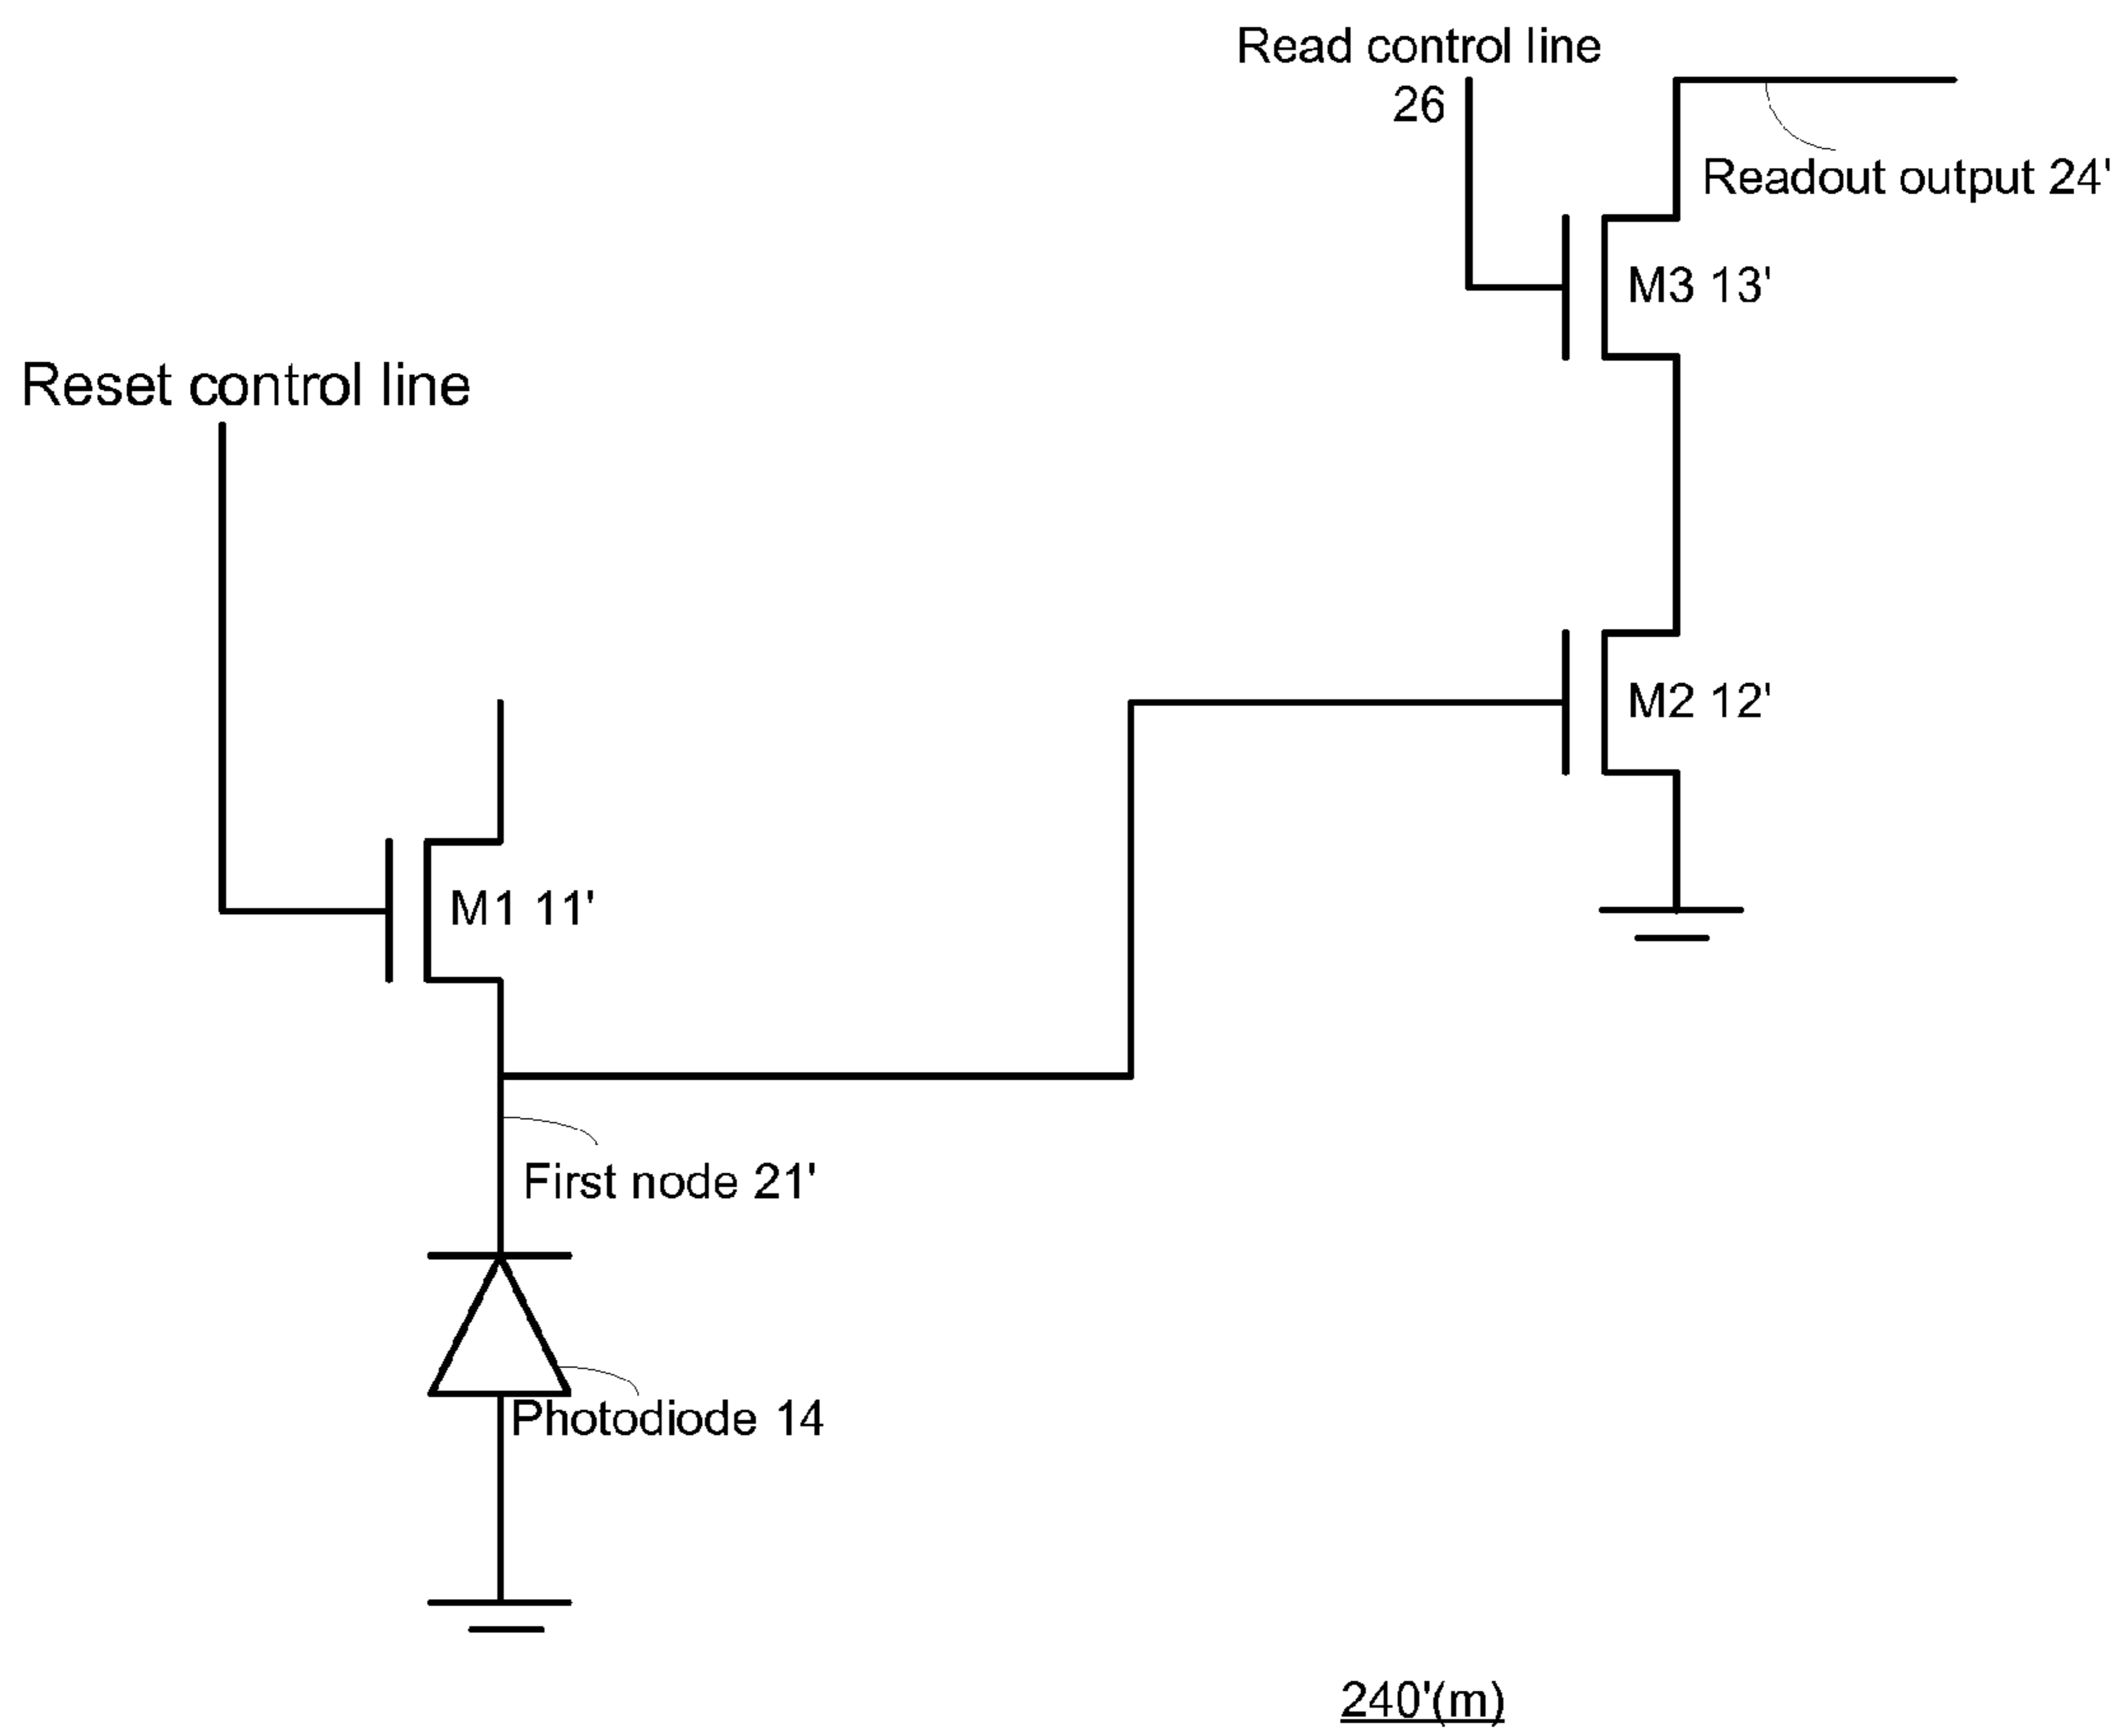 Read control line
26
Readout output 24'
M3 13'
Reset control line
M2 12'
M1 11'
First node 21'
Photodiode 14
240'(m)